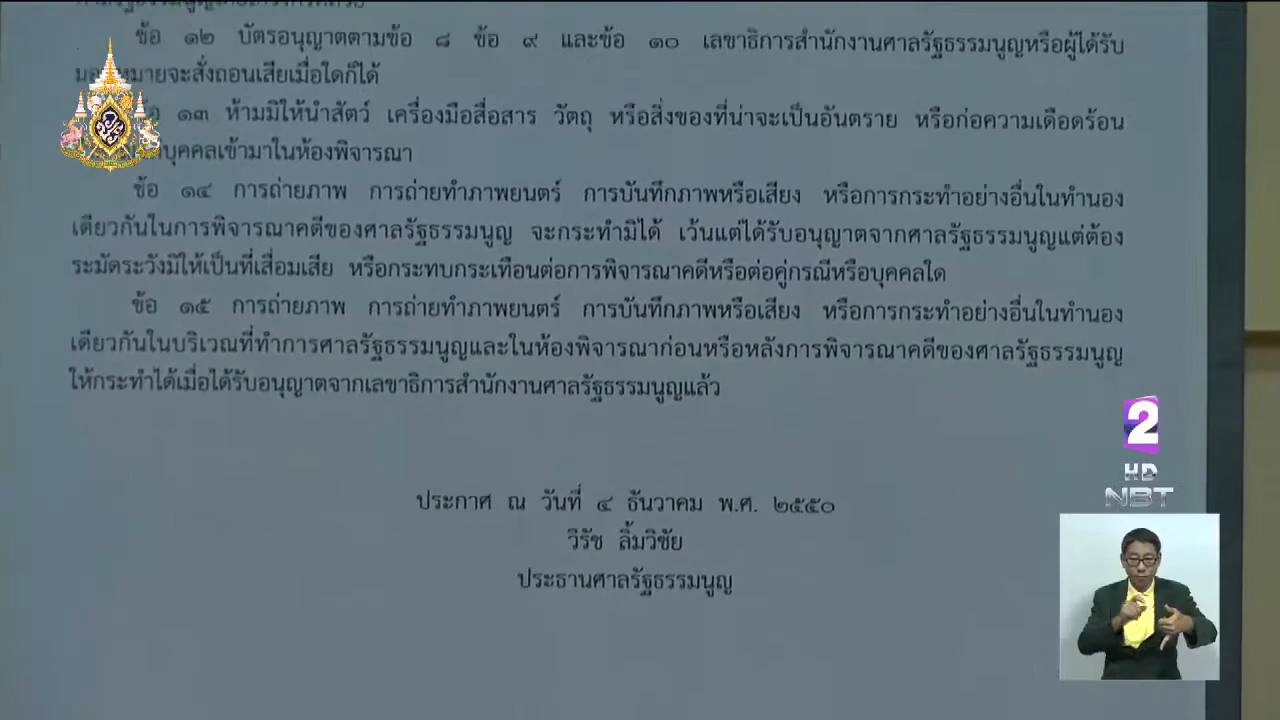 ข้อ ๑๒ บัตรอนุญาตตามข้อ ๘ ข้อ ๙ และข้อ ๑๐ เลขาธิการสำนักงานศาลรัฐธรรมนูญหรือผู้ได้รับ
มอบหมายจะสั่งถอนเสียเมื่อใดก็ได้
ข้อ ๑๓ ห้ามมิให้นำสัตว์ เครื่องมือสื่อสาร วัตถุ หรือสิ่งของที่น่าจะเป็นอันตราย หรือก่อความเดือดร้อน
บุคคลเข้ามาในห้องพิจารณา
ข้อ ๑๔ การถ่ายภาพ การถ่ายทำภาพยนตร์ การบันทึกภาพหรือเสียง หรือการกระทำอย่างอื่นในทำนอง
เดียวกันในการพิจารณาคดีของศาลรัฐธรรมนูญ จะกระทำมิได้ เว้นแต่ได้รับอนุญาตจากศาลรัฐธรรมนูญแต่ต้อง
ระมัดระวังมิให้เป็นที่เสื่อมเสีย หรือกระทบกระเทือนต่อการพิจารณาคดีหรือต่อคู่กรณีหรือบุคคลใด
ข้อ ๑๕ การถ่ายภาพ การถ่ายทำภาพยนตร์ การบันทึกภาพหรือเสียง หรือการกระทำอย่างอื่นในทำนอง
เดียวกันในบริเวณที่ทำการศาลรัฐธรรมนูญและในห้องพิจารณาก่อนหรือหลังการพิจารณาคดีของศาลรัฐธรรมนูญ
ให้กระทำได้เมื่อได้รับอนุญาตจากเลขาธิการสำนักงานศาลรัฐธรรมนูญแล้ว
ประกาศ ณ วันที่ ๔ ธันวาคม พ.ศ. ๒๕๕๐
วิรัช ลิ้มวิชัย
ประธานศาลรัฐธรรมนูญ
2
HD
NBT